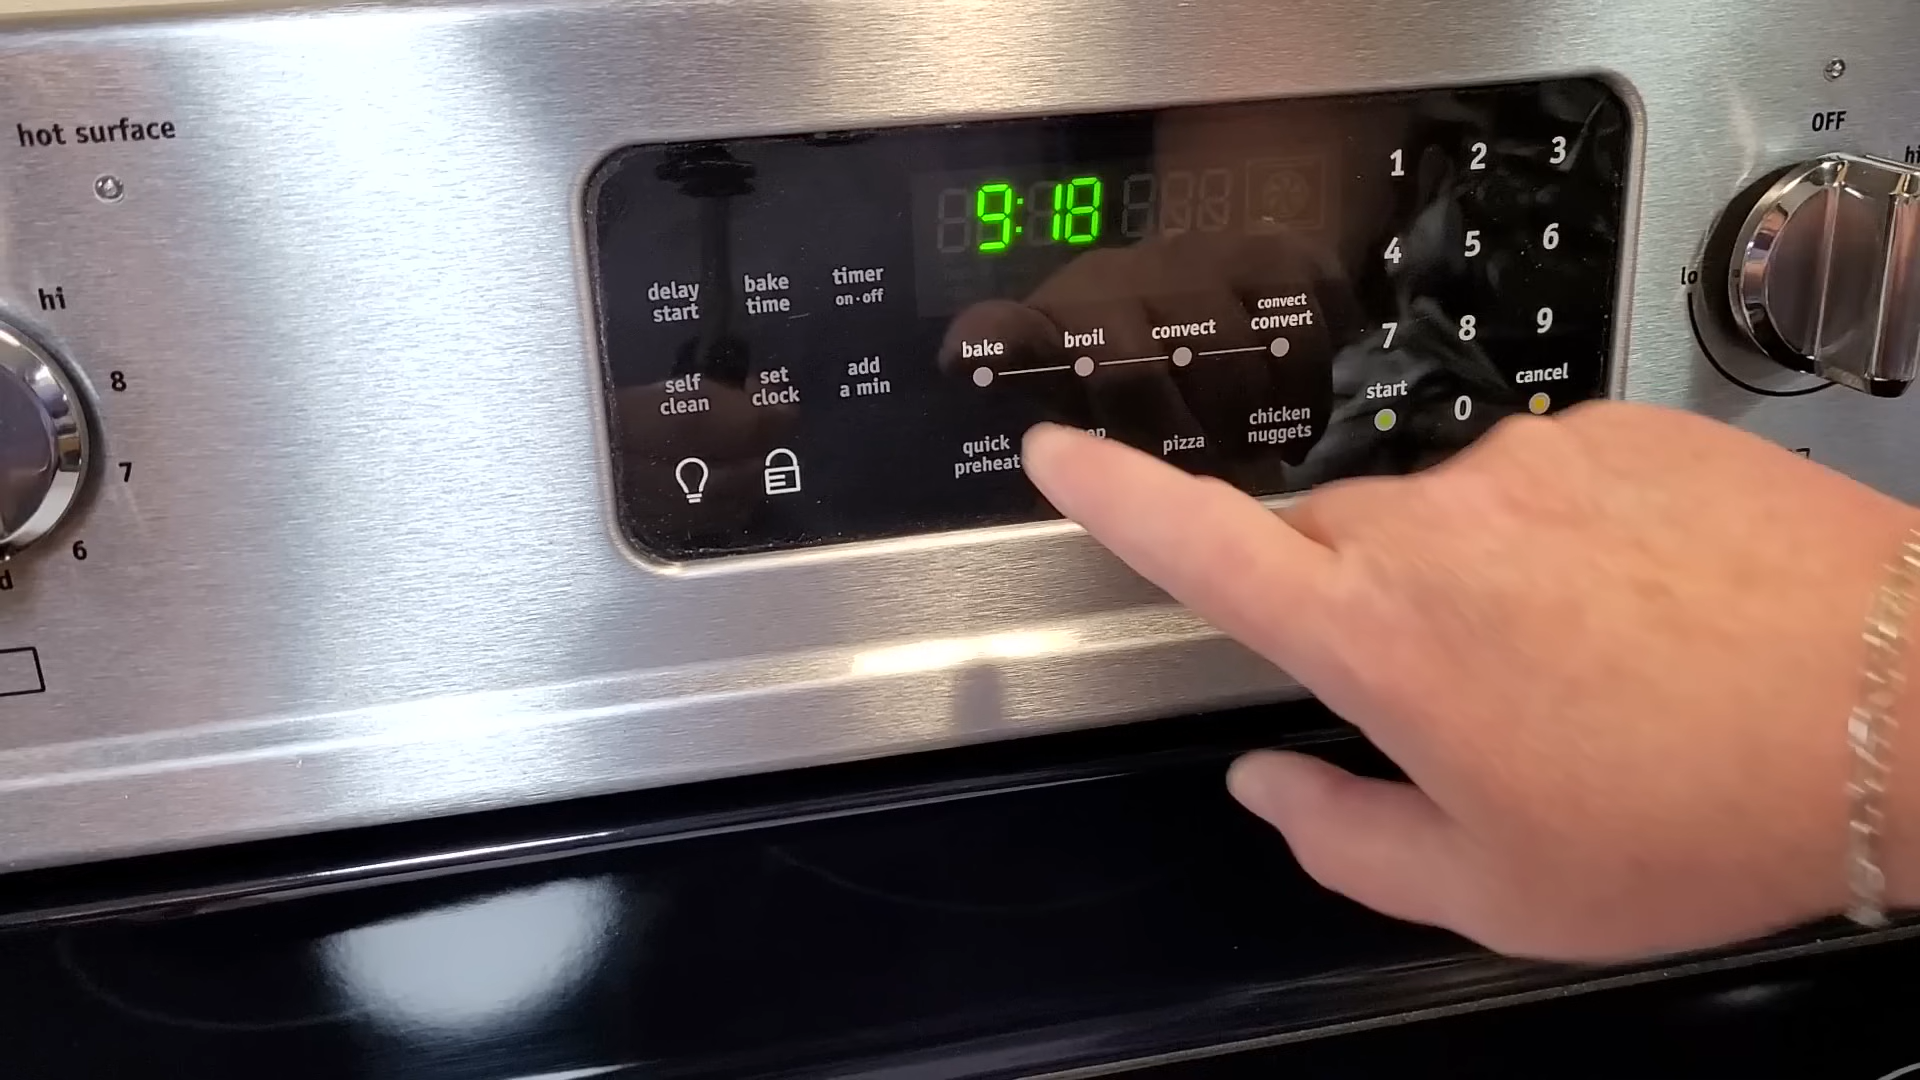 hot surface
hi
8
7
6
9:18
delay
start
bake
time
timer
on·off
self
clean
set
clock
add
a min
bake
broil
convect
convect
convert
quick
preheat
pizza
chicken
nuggets
1 2 3
4 5 6
7 8 9
start
0
cancel
OFF
hi
lo